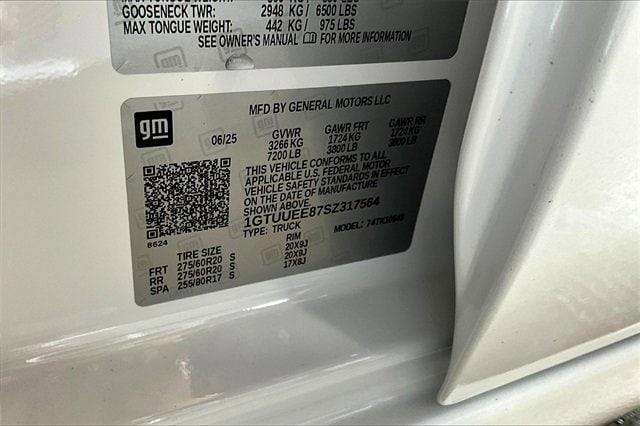 MAX TONGUE WEIGHT:
GOOSENECK TWR: 2948 KG / 6500 LBS
MAX TONGUE WEIGHT: 442 KG / 975 LBS
SEE OWNER'S MANUAL FOR MORE INFORMATION
gm
MFD BY GENERAL MOTORS LLC
06/25 GVWR GAWR FRT GAWR RR
3266 KG 1724 KG 1724 KG
7200 LB 3800 LB 3800 LB
THIS VEHICLE CONFORMS TO ALL
APPLICABLE U.S. FEDERAL MOTOR
VEHICLE SAFETY STANDARDS IN EFFECT
ON THE DATE OF MANUFACTURE
SHOWN ABOVE.
1GTUUEE87SZ317564
TYPE: TRUCK MODEL:
8624
TIRE SIZE RIM
FRT 275/60R20 S 20X9J
RR 275/60R20 S 20X9J
SPA 255/80R17 S 17X8J